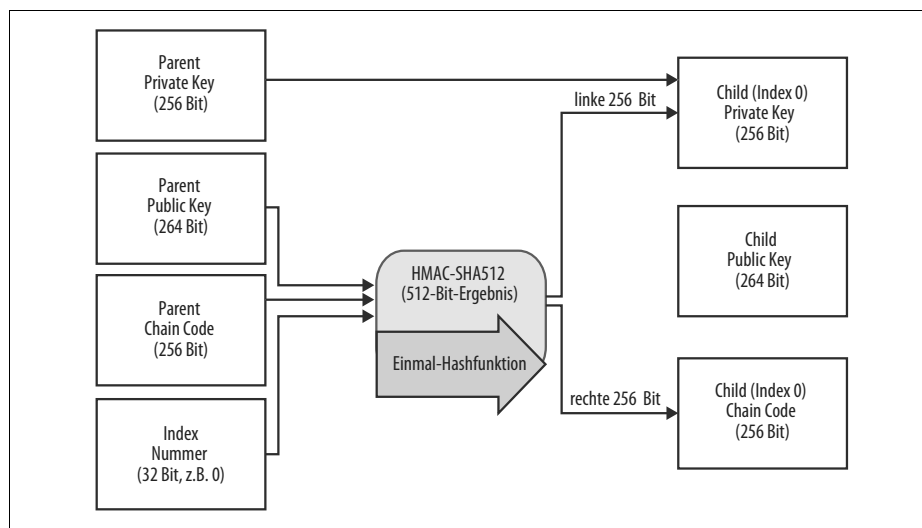 Parent
Private Key
(256 Bit)
linke 256 Bit
Child (Index 0)
Private Key
(256 Bit)
Parent
Public Key
(264 Bit)
Child
Public Key
(264 Bit)
HMAC-SHA512
(512-Bit-Ergebnis)
Parent
Chain Code
(256 Bit)
Einmal-Hashfunktion
rechte 256 Bit
Child (Index 0)
Chain Code
(256 Bit)
Index
Nummer
(32 Bit, z.B. 0)